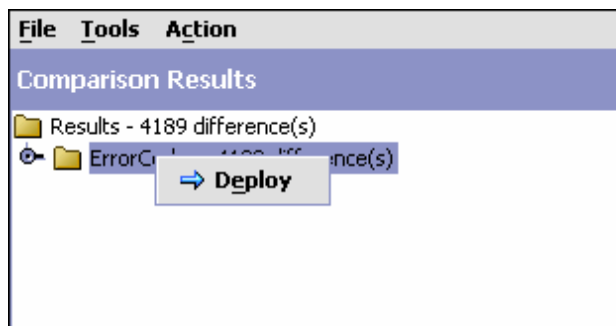 File Tools Action
Comparison Results
Results - 4189 difference(s)
Deploy